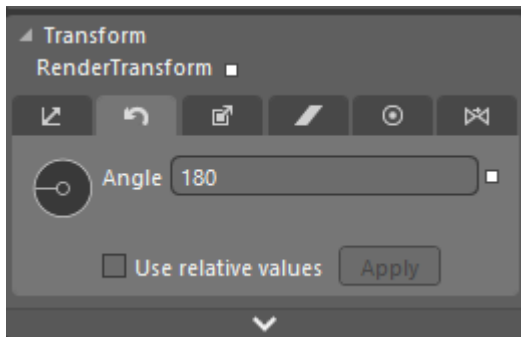 Transform
RenderTransform
Angle 180
Use relative values Apply